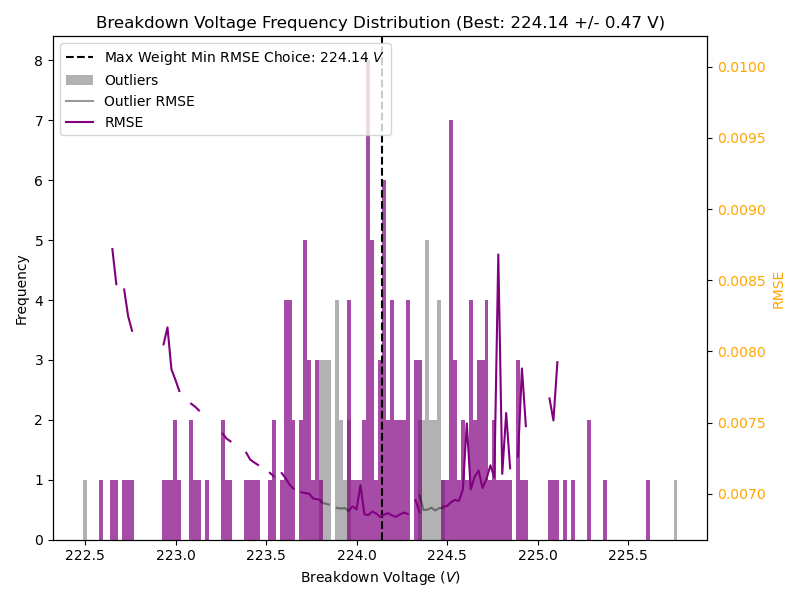 Breakdown Voltage Frequency Distribution (Best: 224.14 +/- 0.47 V)
Max Weight Min RMSE Choice: 224.14 V
Outliers
Outlier RMSE
RMSE
8
7
6
5
4
3
2
1
0
Frequency
0.0100
0.0095
0.0090
0.0085
0.0080
0.0075
0.0070
RMSE
222.5
223.0
223.5
224.0
224.5
225.0
225.5
Breakdown Voltage (V)